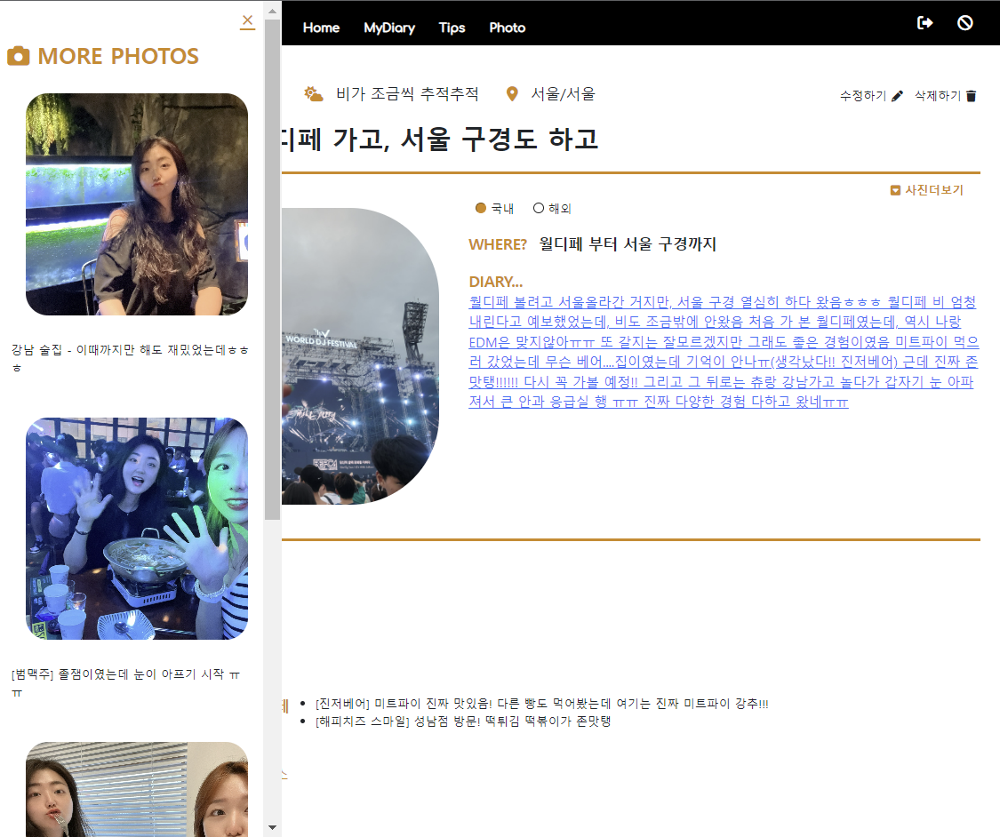 ×
MORE PHOTOS
강남 술집 - 이때까지만 해도 재밌었는데ㅎㅎ
ㅎ
[범맥주] 졸잼이였는데 눈이 아프기 시작 ㅠ
ㅠ
Home MyDiary Tips Photo
비가 조금씩 추적추적 서울/서울
수정하기 삭제하기
디페 가고, 서울 구경도 하고
사진더보기
국내 해외
WORLD DJ FESTIVAL
WHERE? 월디페 부터 서울 구경까지
DIARY...
월디페 볼려고 서울올라간 거지만, 서울 구경 열심히 하다 왔음ㅎㅎㅎ 월디페 비 엄청
내린다고 예보했었는데, 비도 조금밖에 안왔음 처음 가 본 월디페였는데, 역시 나랑
EDM은 맞지않아ㅠㅠ 또 갈지는 잘모르겠지만 그래도 좋은 경험이였음 미트파이 먹으
러 갔었는데 무슨 베어....집이였는데 기억이 안나ㅠ(생각났다!! 진저베어) 근데 진짜 존
맛탱!!!!!! 다시 꼭 가볼 예정!! 그리고 그 뒤로는 츄랑 강남가고 놀다가 갑자기 눈 아파
져서 큰 안과 응급실 행 ㅠㅠ 진짜 다양한 경험 다하고 왔네ㅠㅠ
[진저베어] 미트파이 진짜 맛있음! 다른 빵도 먹어봤는데 여기는 진짜 미트파이 강추!!!
[해피치즈 스마일] 성남점 방문! 떡튀김 떡볶이가 존맛탱